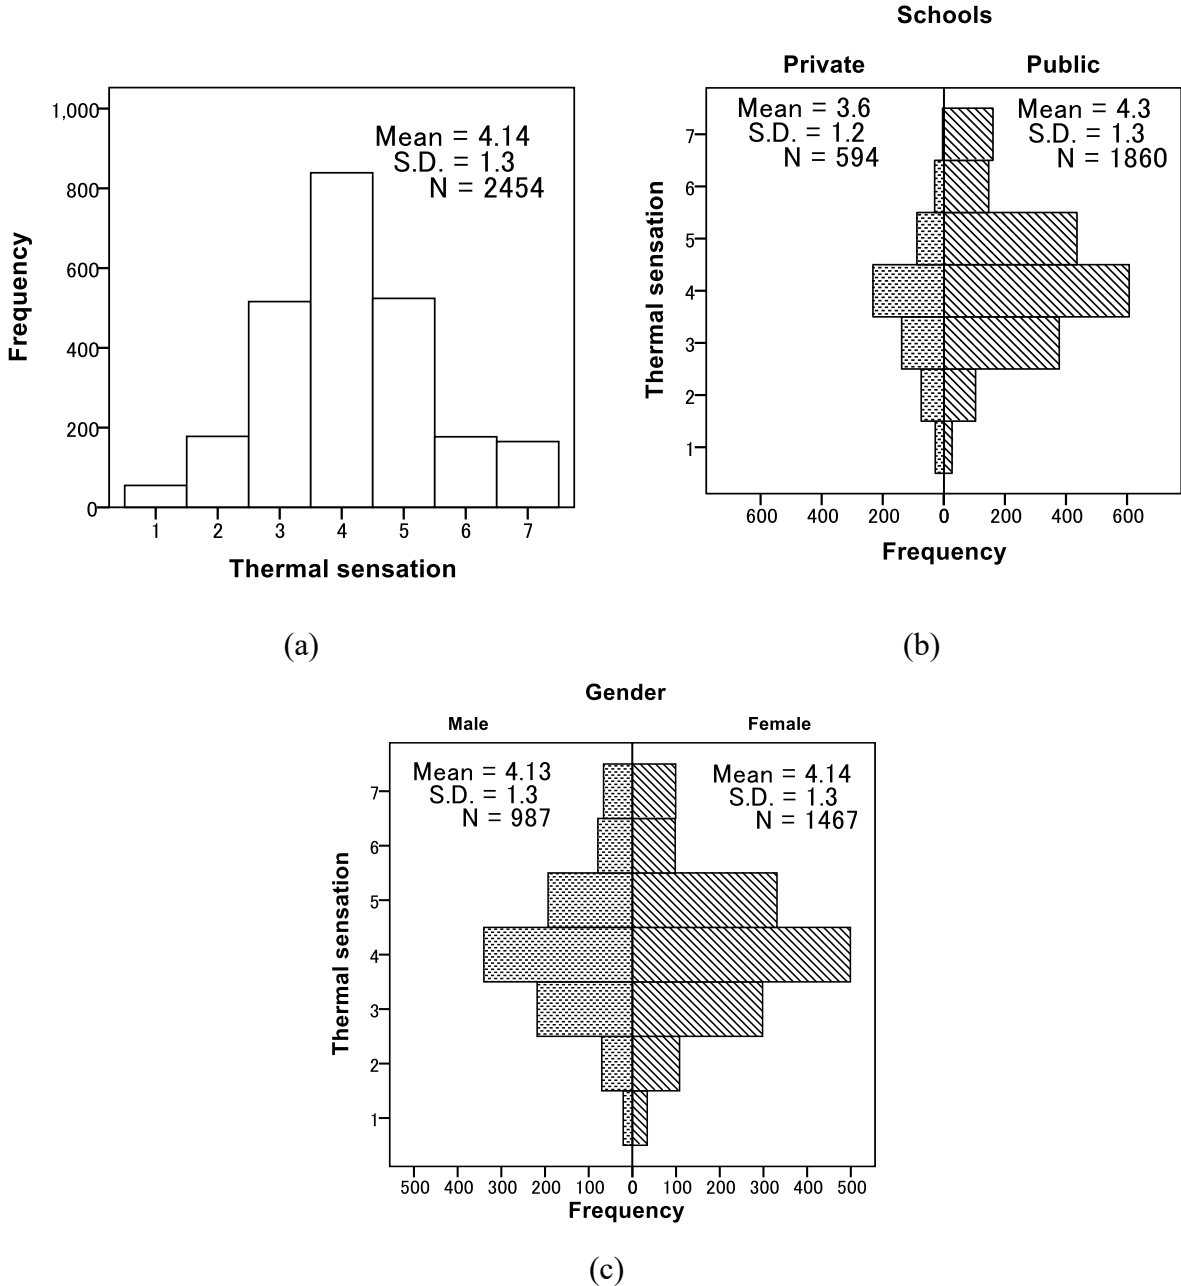 Mean = 4.14
S.D. = 1.3
N = 2454
1,000
800
600
400
200
0
Frequency
1 2 3 4 5 6 7
Thermal sensation
(a)
Schools
Private Public
Mean = 3.6
S.D. = 1.2
N = 594
Mean = 4.3
S.D. = 1.3
N = 1860
7
6
5
4
3
2
1
Thermal sensation
600 400 200 0 200 400 600
Frequency
(b)
Gender
Male Female
Mean = 4.13
S.D. = 1.3
N = 987
Mean = 4.14
S.D. = 1.3
N = 1467
7
6
5
4
3
2
1
Thermal sensation
500 400 300 200 100 0 100 200 300 400 500
Frequency
(c)